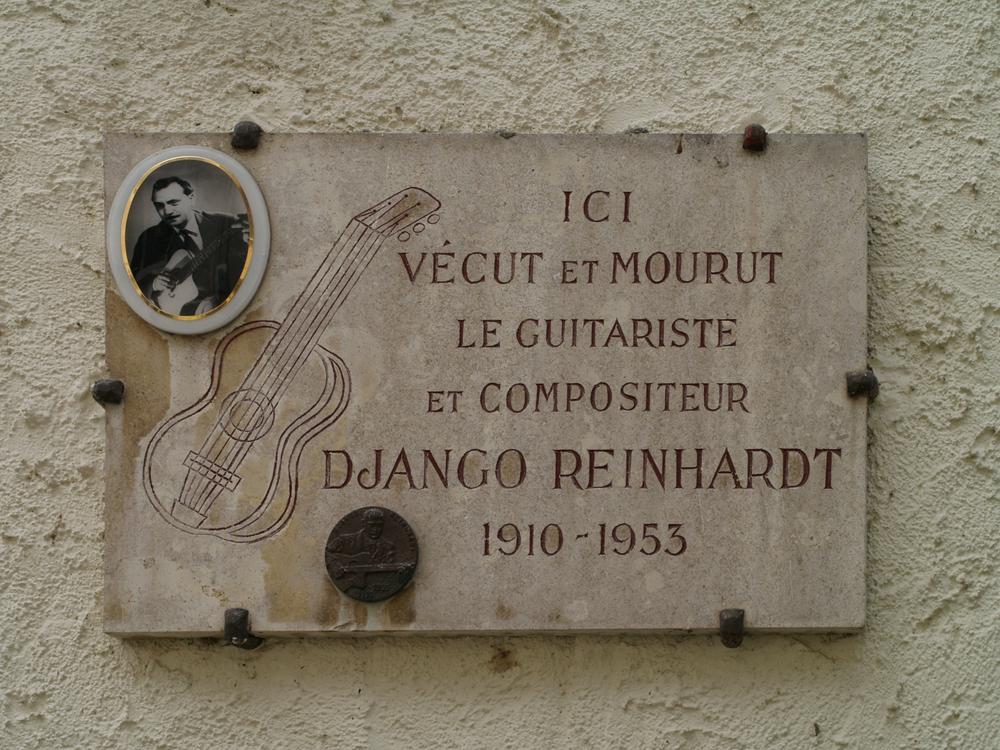 ICI
VÉCUT ET MOURUT
LE GUITARISTE
ET COMPOSITEUR
DJANGO REINHARDT
1910 - 1953